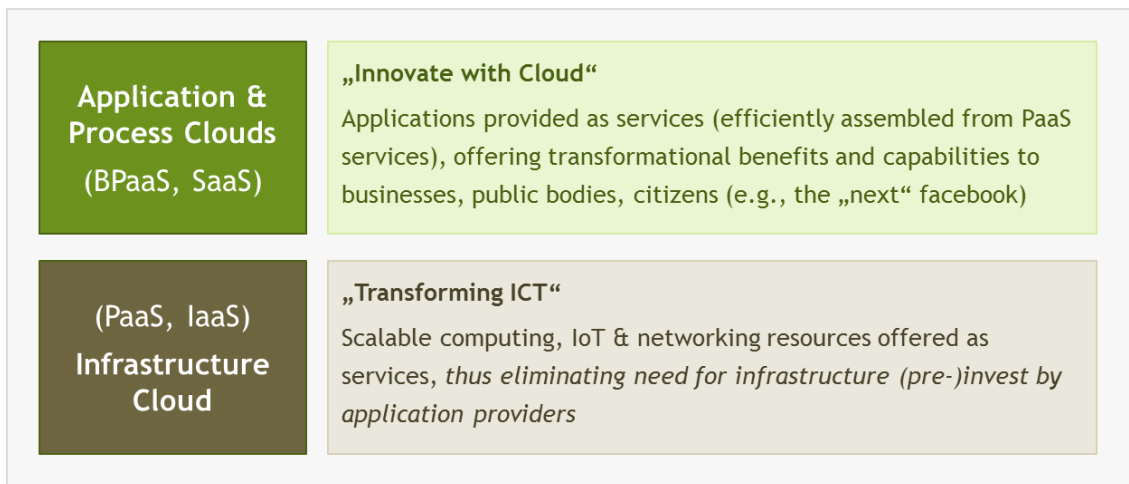 Application &
Process Clouds
(BPaaS, SaaS)
„Innovate with Cloud“
Applications provided as services (efficiently assembled from PaaS
services), offering transformational benefits and capabilities to
businesses, public bodies, citizens (e.g., the „next“ facebook)
(PaaS, IaaS)
Infrastructure
Cloud
„Transforming ICT“
Scalable computing, IoT & networking resources offered as
services, thus eliminating need for infrastructure (pre-)invest by
application providers